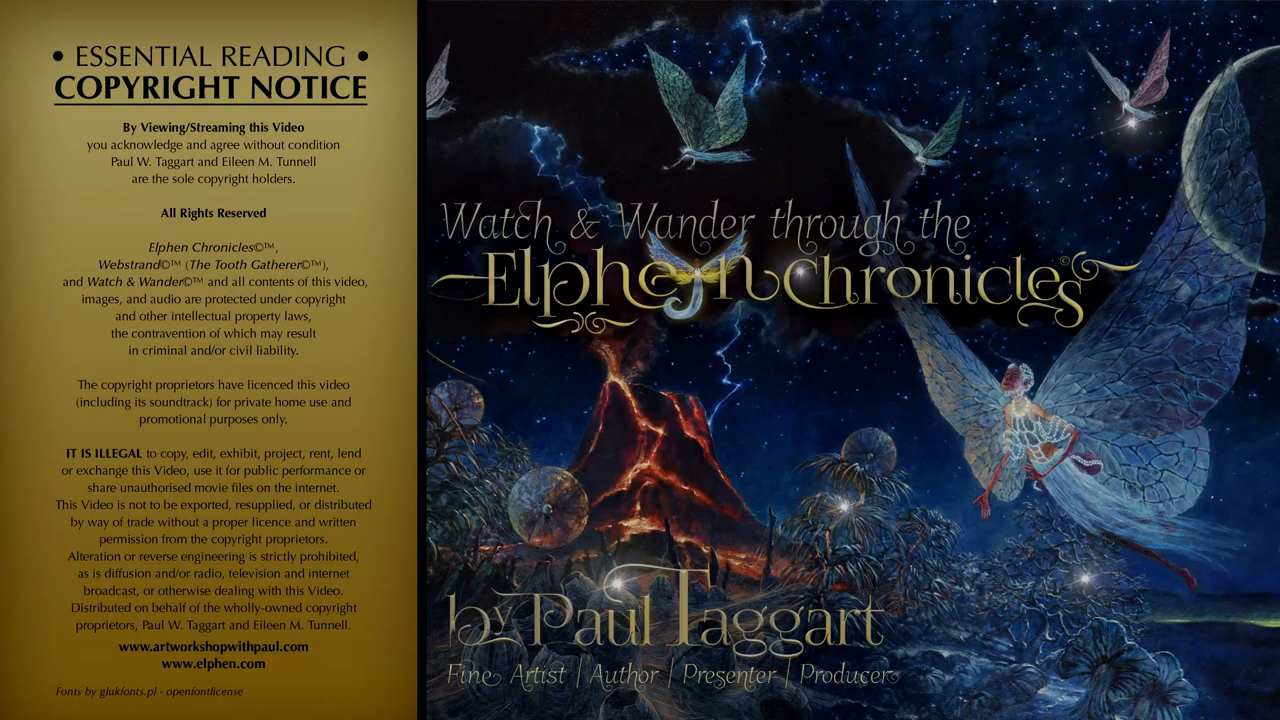 • ESSENTIAL READING •
COPYRIGHT NOTICE
By Viewing/Streaming this Video
you acknowledge and agree without condition
Paul W. Taggart and Eileen M. Tunnell
are the sole copyright holders.
All Rights Reserved
Elphen Chronicles©™,
Webstrand©™ (The Tooth Gatherer©™),
and Watch & Wander©™ and all contents of this video,
images, and audio are protected under copyright
and other intellectual property laws,
the contravention of which may result
in criminal and/or civil liability.
The copyright proprietors have licenced this video
(including its soundtrack) for private home use and
promotional purposes only.
IT IS ILLEGAL to copy, edit, exhibit, project, rent, lend
or exchange this Video, use it for public performance or
share unauthorised movie files on the internet.
This Video is not to be exported, resupplied, or distributed
by way of trade without a proper licence and written
permission from the copyright proprietors.
Alteration or reverse engineering is strictly prohibited,
as is diffusion and/or radio, television and internet
broadcast, or otherwise dealing with this Video.
Distributed on behalf of the wholly-owned copyright
proprietors, Paul W. Taggart and Eileen M. Tunnell.
www.artworkshopwithpaul.com
www.elphen.com
Fonts by glukfonts.pl - openfontlicense
Watch & Wander through the
Elphen Chronicles©
by Paul Taggart
Fine Artist | Author | Presenter | Producer